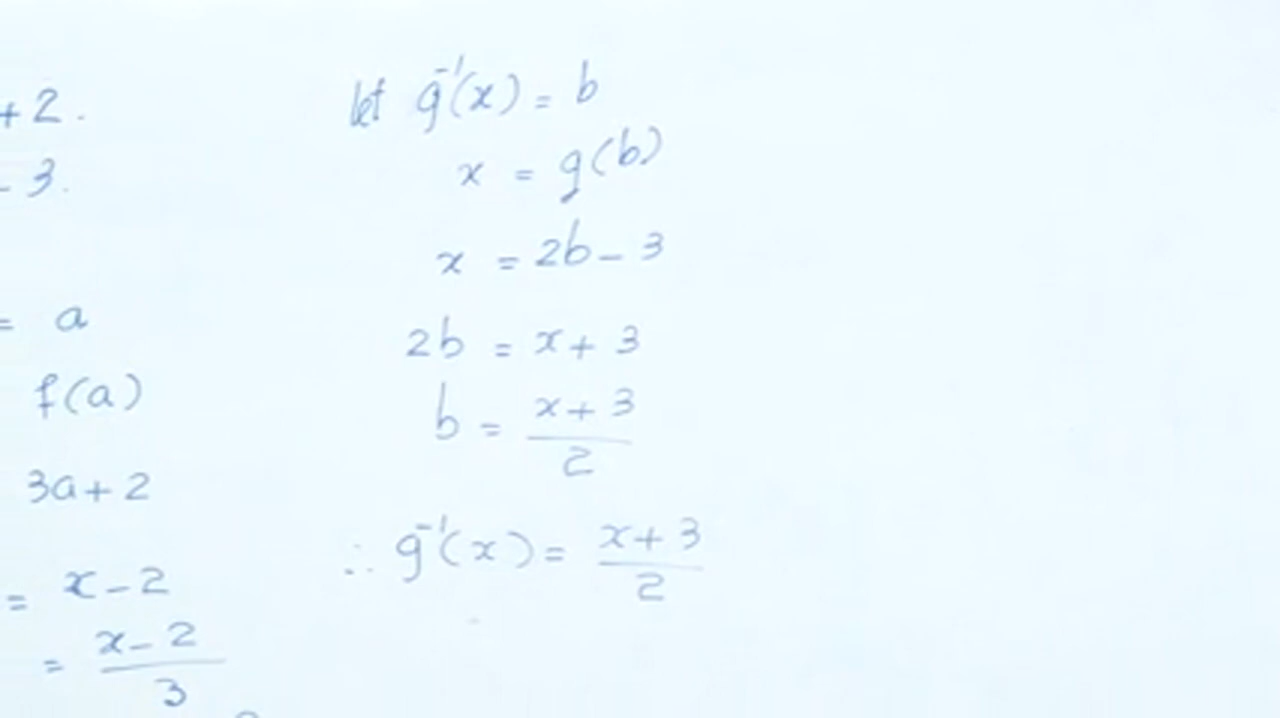 + 2.
- 3.
= a
f(a)
3a + 2
= x - 2
= x - 2 / 3
let g⁻¹(x) = b
x = g(b)
x = 2b - 3
2b = x + 3
b = x + 3 / 2
∴ g⁻¹(x) = x + 3 / 2